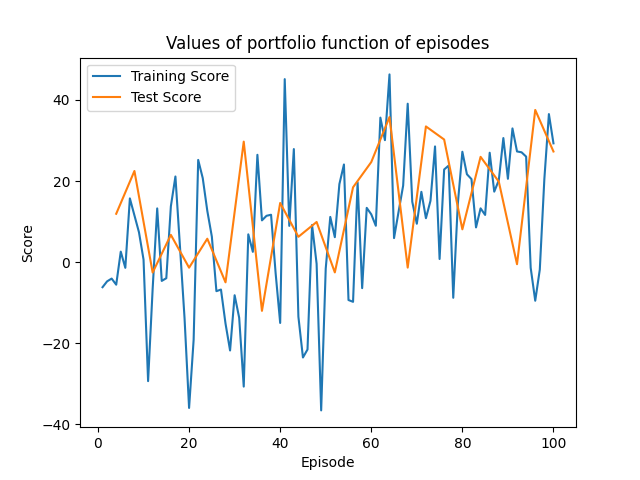 Values of portfolio function of episodes
Training Score
Test Score
Score
40
20
0
−20
−40
0 20 40 60 80 100
Episode